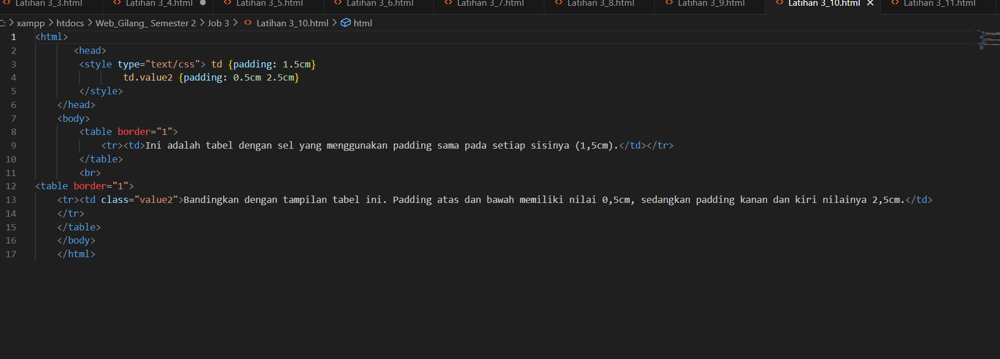 Latihan 3_3.html Latihan 3_4.html Latihan 3_5.html Latihan 3_6.html Latihan 3_7.html Latihan 3_8.html Latihan 3_9.html Latihan 3_10.html Latihan 3_11.html
C: > xampp > htdocs > Web_Gilang_ Semester 2 > Job 3 > Latihan 3_10.html > html
1 <html>
2 <head>
3 <style type="text/css"> td {padding: 1.5cm}
4 td.value2 {padding: 0.5cm 2.5cm}
5 </style>
6 </head>
7 <body>
8 <table border="1">
9 <tr><td>Ini adalah tabel dengan sel yang menggunakan padding sama pada setiap sisinya (1,5cm).</td></tr>
10 </table>
11 <br>
12 <table border="1">
13 <tr><td class="value2">Bandingkan dengan tampilan tabel ini. Padding atas dan bawah memiliki nilai 0,5cm, sedangkan padding kanan dan kiri nilainya 2,5cm.</td>
14 </tr>
15 </table>
16 </body>
17 </html>